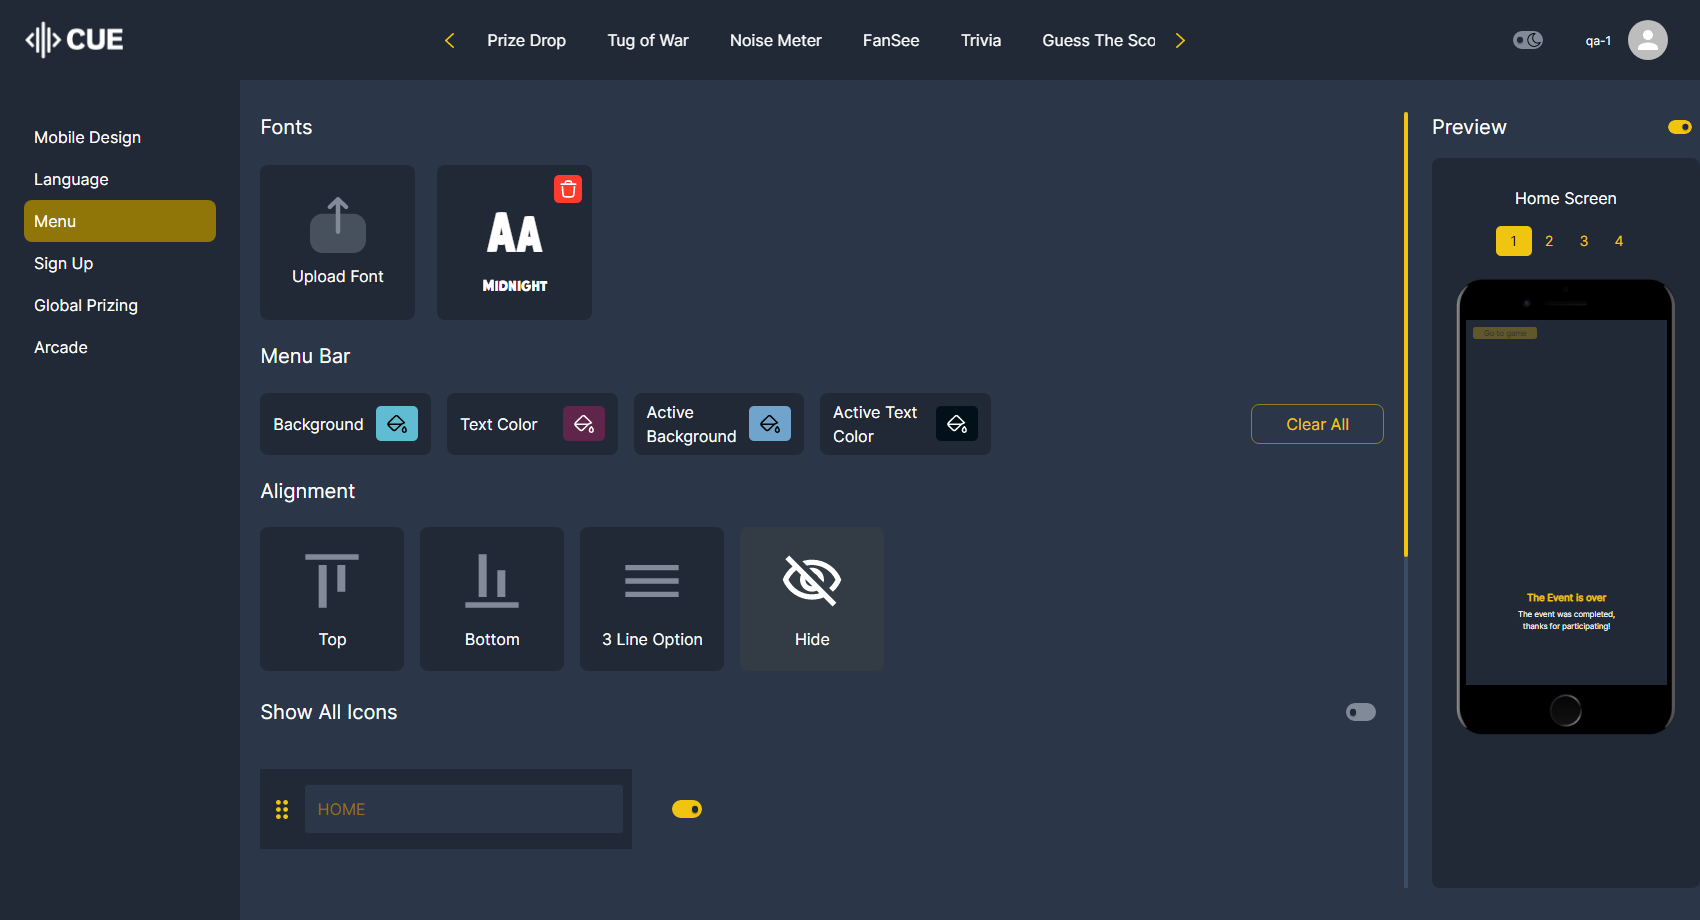 CUE
Prize Drop
Tug of War
Noise Meter
FanSee
Trivia
Guess The Sco
qa-1
Mobile Design
Language
Menu
Sign Up
Global Prizing
Arcade
Fonts
Upload Font
AA
MIDNIGHT
Menu Bar
Background
Text Color
Active
Background
Active Text
Color
Clear All
Alignment
Top
Bottom
3 Line Option
Hide
Show All Icons
HOME
Preview
Home Screen
1 2 3 4
Go to game
The Event is over
The event was completed,
thanks for participating!